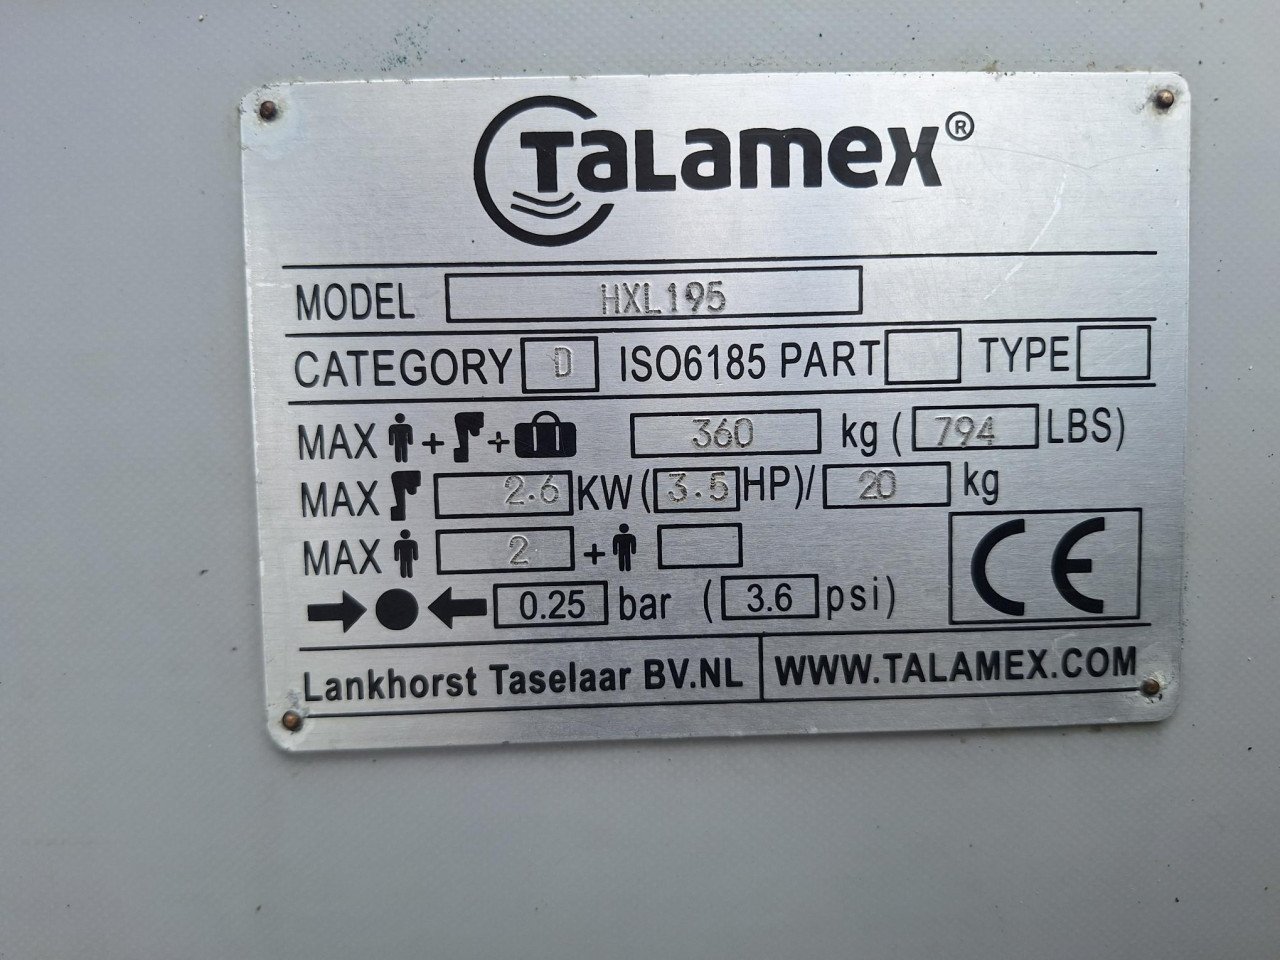 TALAMEX®
MODEL HXL195
CATEGORY D ISO6185 PART TYPE
MAX + + 360 kg (794 LBS)
MAX 2.6 KW (3.5 HP)/ 20 kg
MAX 2 +
0.25 bar (3.6 psi) CE
Lankhorst Taselaar BV.NL WWW.TALAMEX.COM